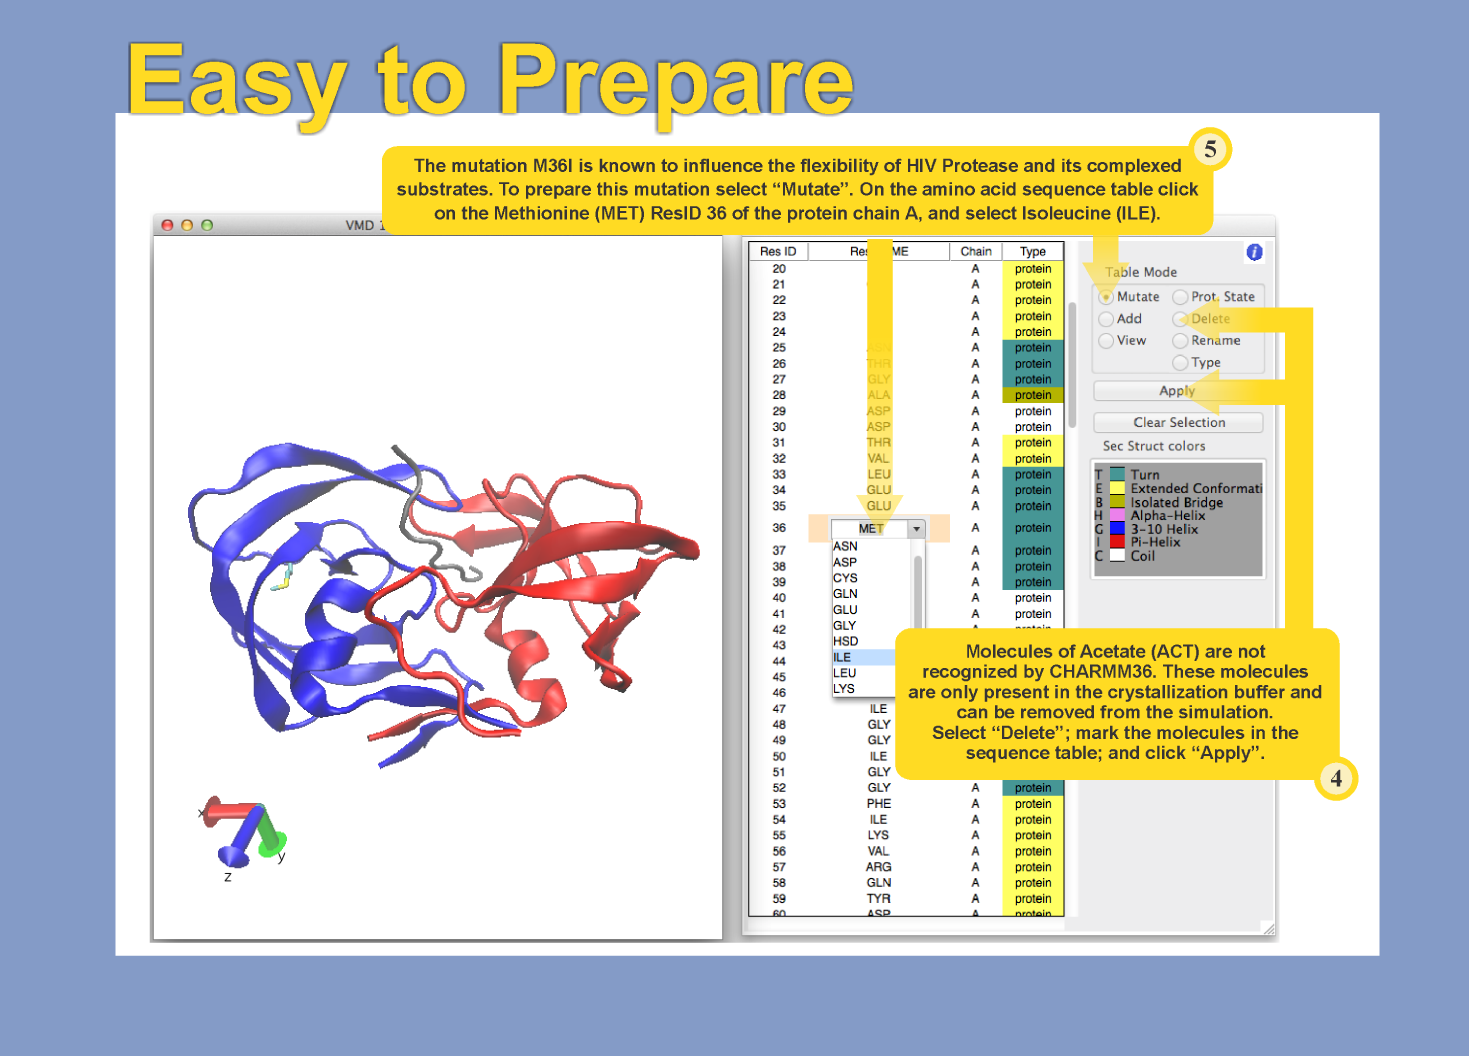 Easy to Prepare
5
The mutation M36I is known to influence the flexibility of HIV Protease and its complexed
substrates. To prepare this mutation select “Mutate”. On the amino acid sequence table click
on the Methionine (MET) ResID 36 of the protein chain A, and select Isoleucine (ILE).
VMD 1
Res ID Res ME Chain Type
20 A protein
21 A protein
22 A protein
23 A protein
24 A protein
25 A protein
26 THR A protein
27 GLY A protein
28 ALA A protein
29 ASP A protein
30 ASP A protein
31 THR A protein
32 VAL A protein
33 LEU A protein
34 GLU A protein
35 GLU A protein
36 MET A protein
37 A protein
38 A protein
39 A protein
40 A protein
41 A protein
42 A protein
43
44
45
46
47 ILE
48 GLY
49 GLY
50 ILE
51 GLY
52 GLY A protein
53 PHE A protein
54 ILE A protein
55 LYS A protein
56 VAL A protein
57 ARG A protein
58 GLN A protein
59 TYR A protein
60 ASP A protein
ASN
ASP
CYS
GLN
GLU
GLY
HSD
ILE
LEU
LYS
i
Table Mode
Mutate Prot. State
Add Delete
View Rename
Type
Apply
Clear Selection
Sec Struct colors
T Turn
E Extended Conformati
B Isolated Bridge
H Alpha-Helix
G 3-10 Helix
I Pi-Helix
C Coil
Molecules of Acetate (ACT) are not
recognized by CHARMM36. These molecules
are only present in the crystallization buffer and
can be removed from the simulation.
Select “Delete”; mark the molecules in the
sequence table; and click “Apply”.
4
x
y
z